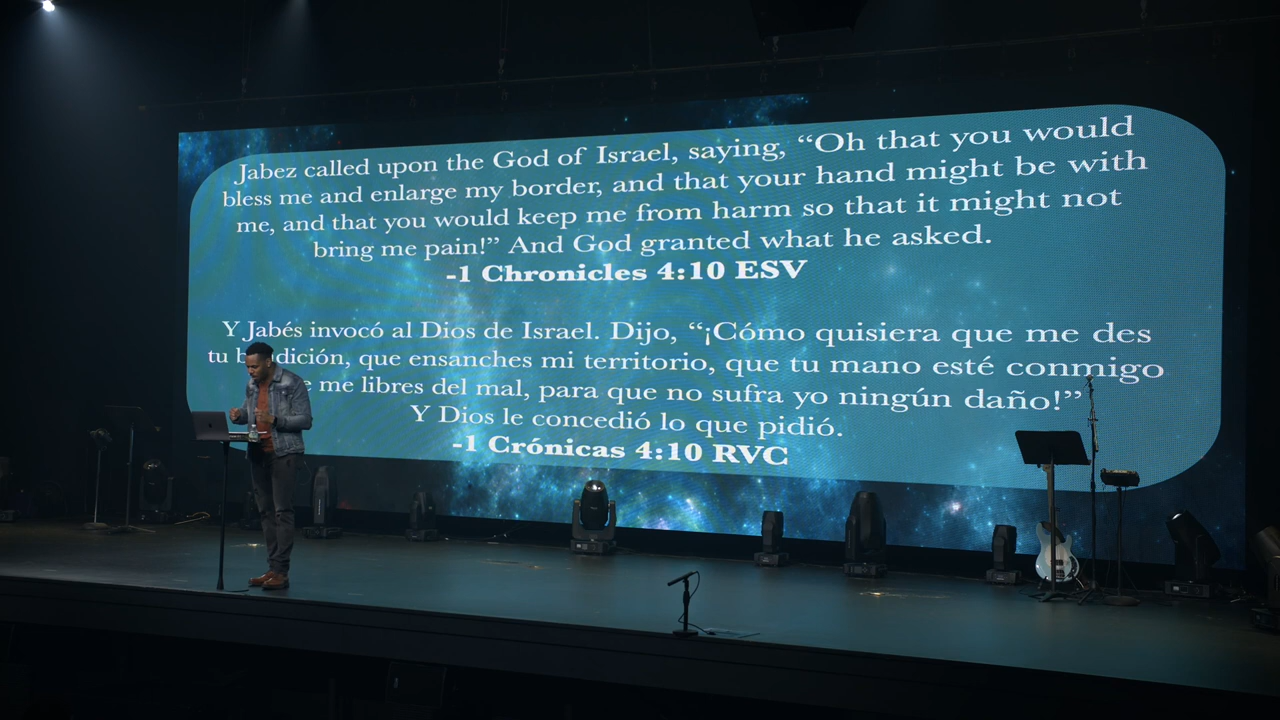 Jabez called upon the God of Israel, saying, “Oh that you would
bless me and enlarge my border, and that your hand might be with
me, and that you would keep me from harm so that it might not
bring me pain!” And God granted what he asked.
-1 Chronicles 4:10 ESV
Y Jabés invocó al Dios de Israel. Dijo, “¡Cómo quisiera que me des
tu que ensanches mi territorio, que tu mano esté conmigo
me libres del mal, para que no sufra yo ningún daño!”
Y Dios le concedió lo que pidió.
-1 Crónicas 4:10 RVC